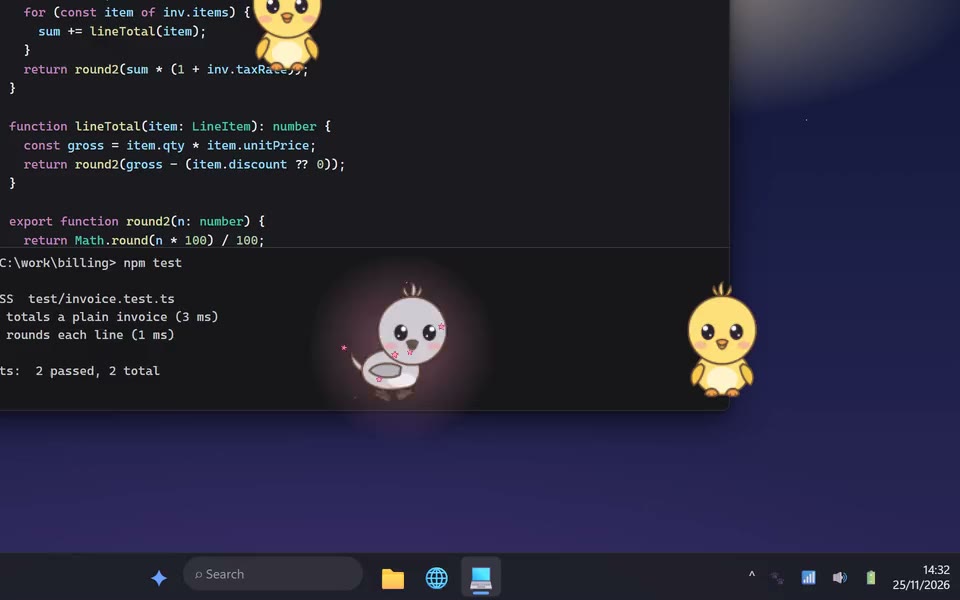 for (const item of inv.items) {
sum += lineTotal(item);
}
return round2(sum * (1 + inv.taxRate));
}
function lineTotal(item: LineItem): number {
const gross = item.qty * item.unitPrice;
return round2(gross - (item.discount ?? 0));
}
export function round2(n: number) {
return Math.round(n * 100) / 100;
C:\work\billing> npm test
SS test/invoice.test.ts
totals a plain invoice (3 ms)
rounds each line (1 ms)
ts: 2 passed, 2 total
Search
14:32
25/11/2026